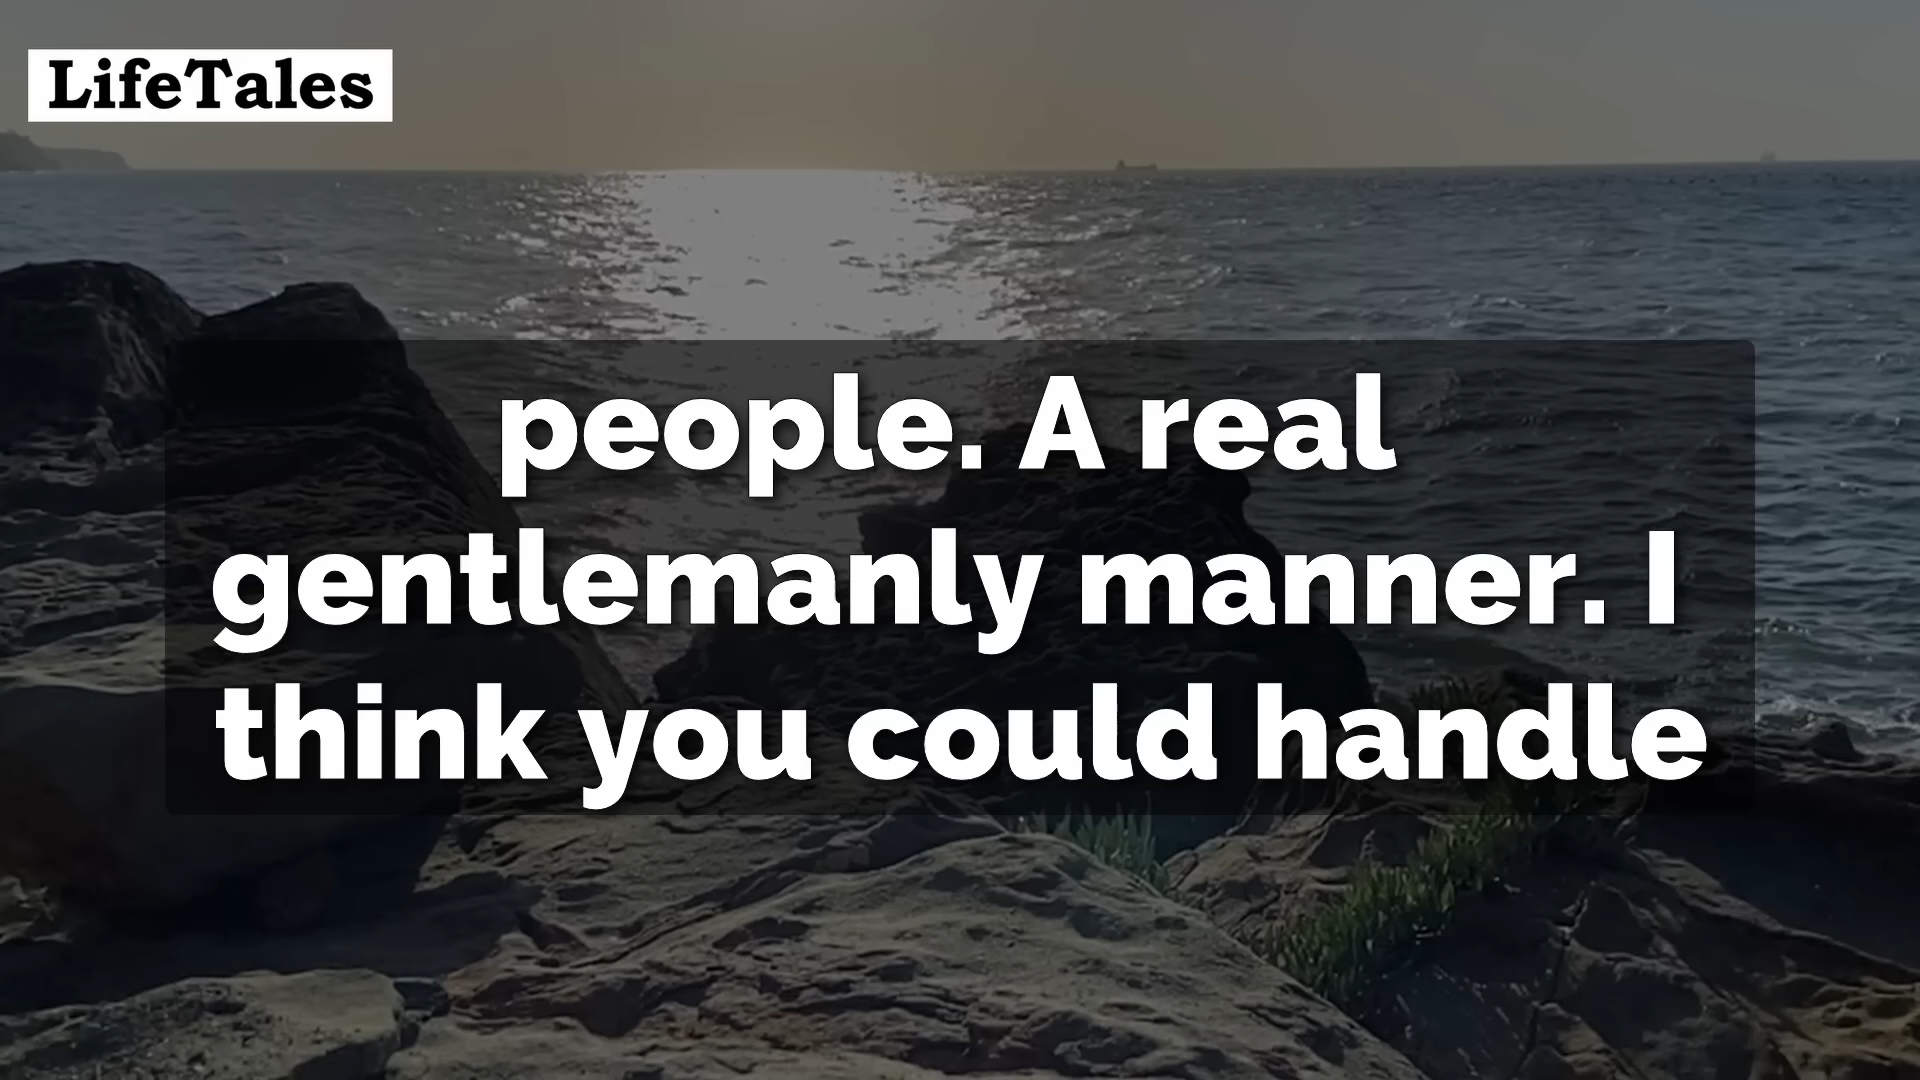 LifeTales
people. A real
gentlemanly manner. I
think you could handle